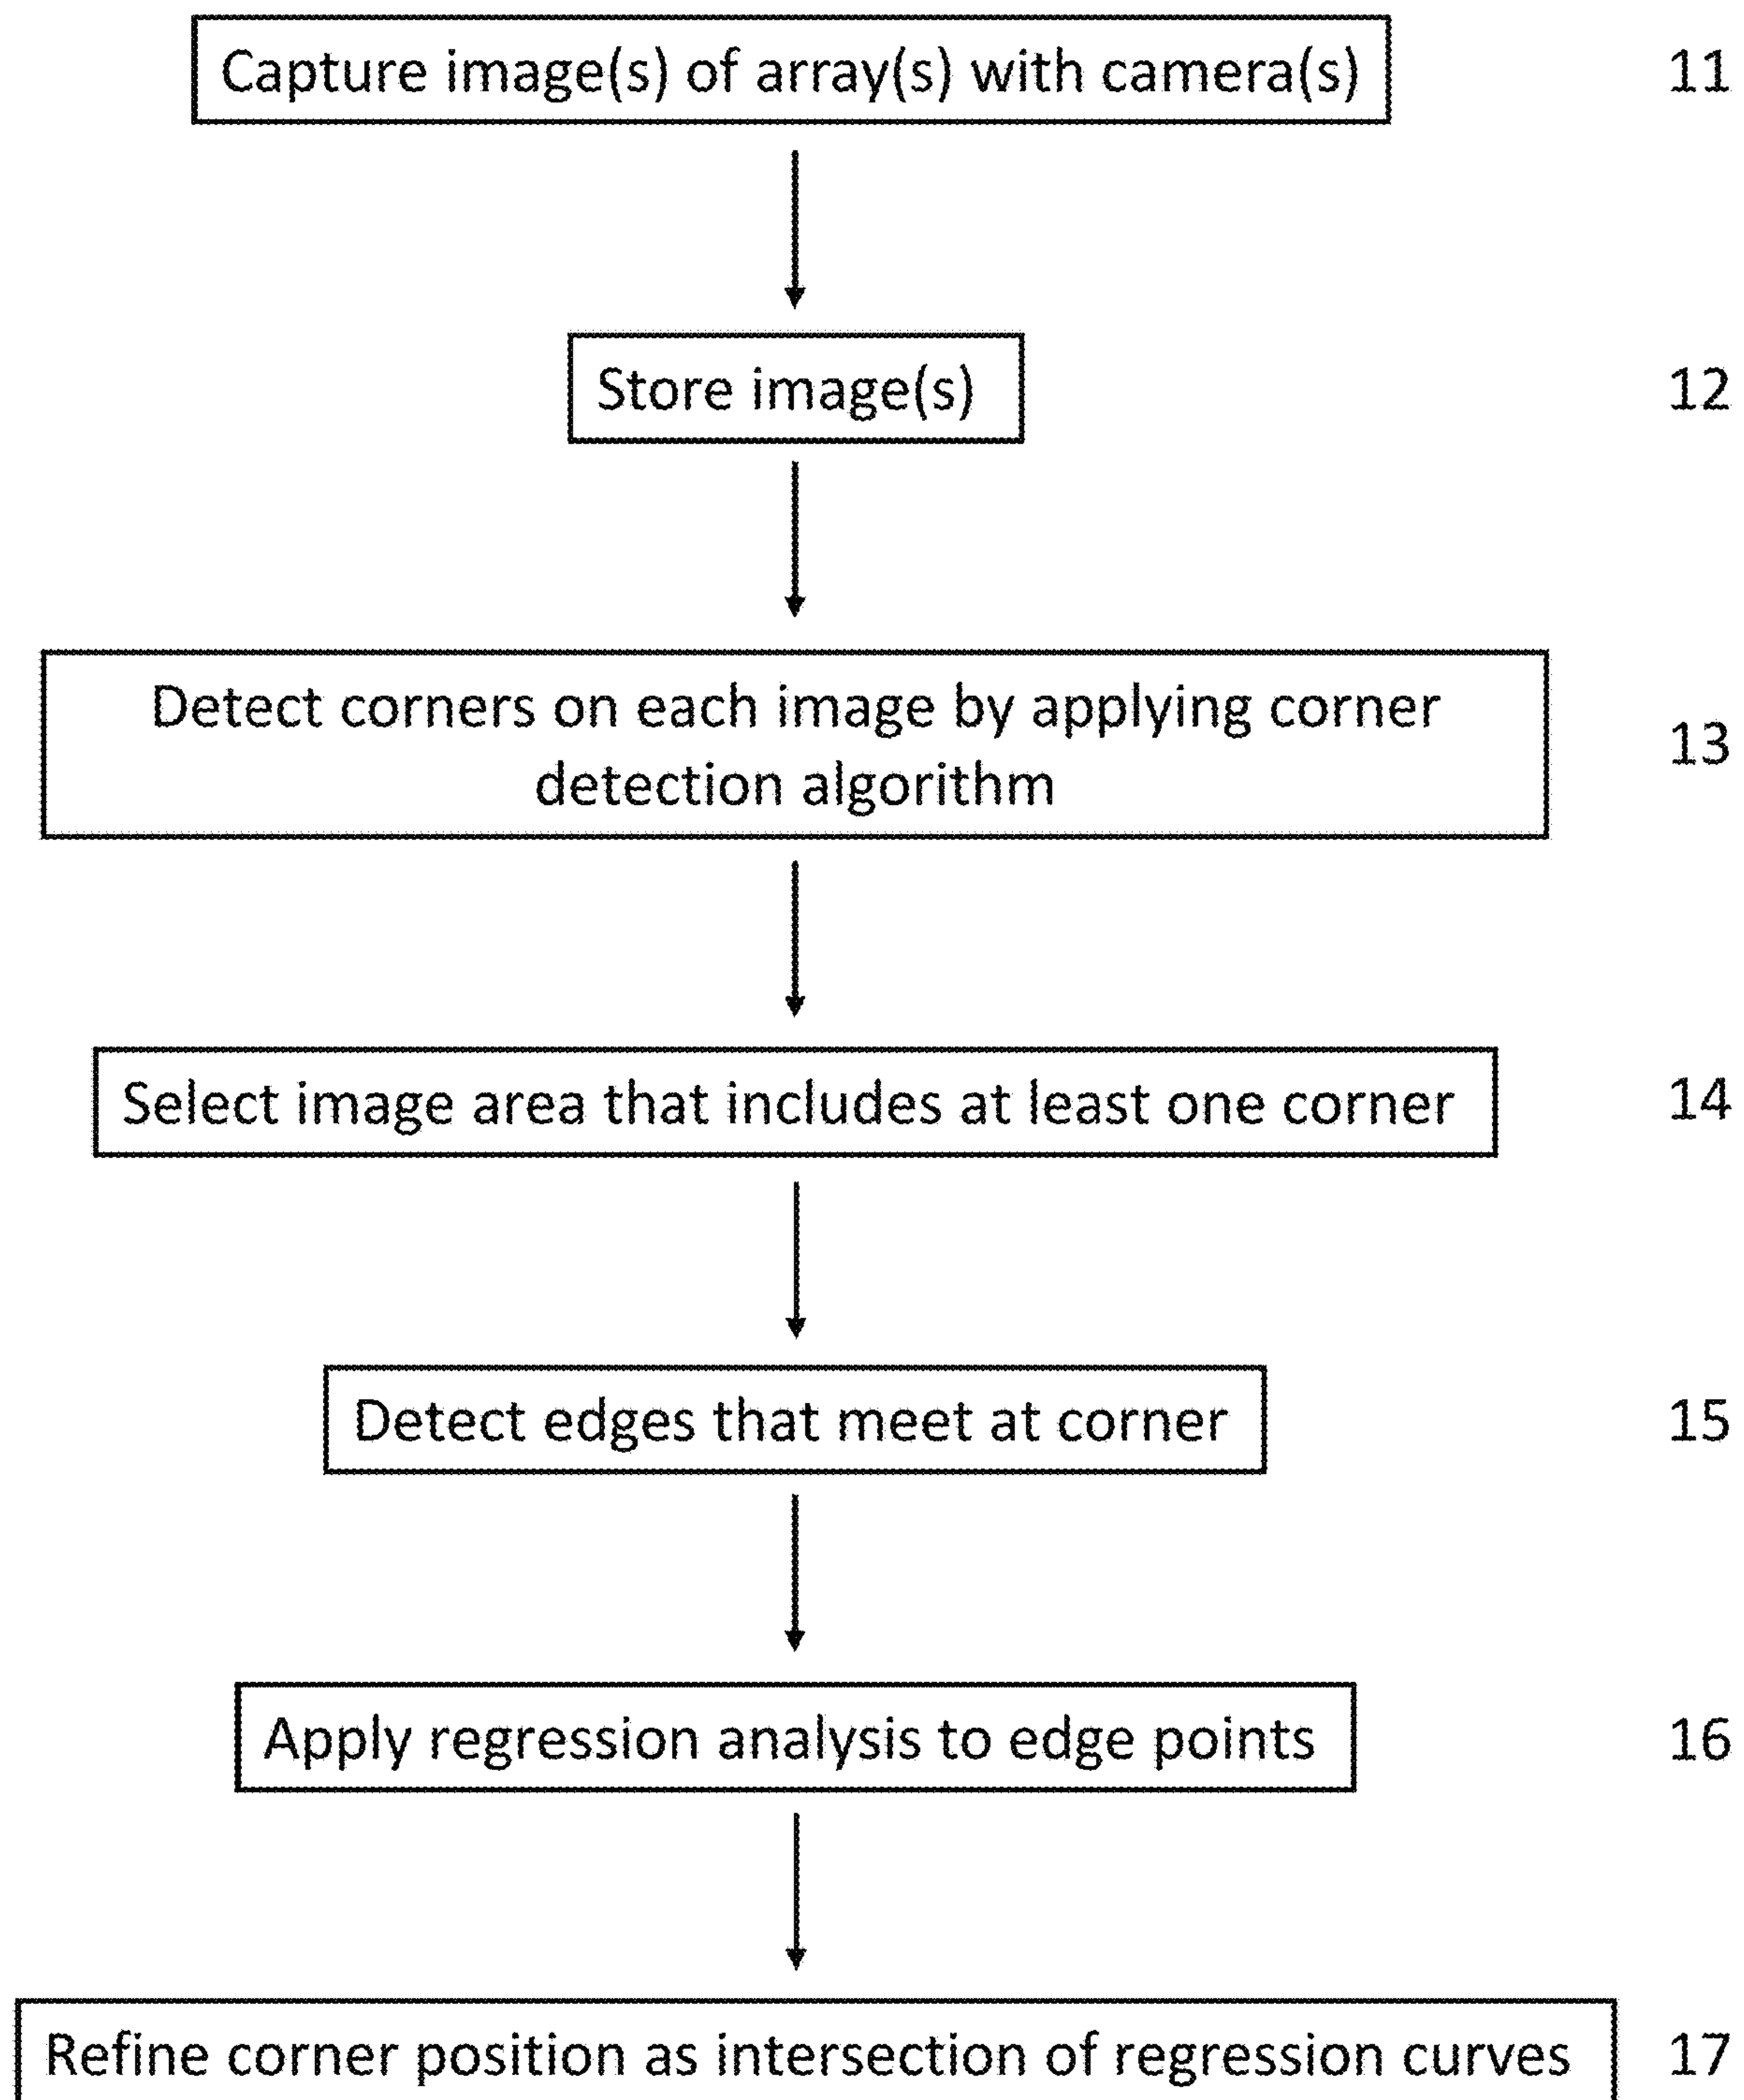 Capture image(s) of array(s) with camera(s) 11
Store image(s) 12
Detect corners on each image by applying corner
detection algorithm
13
Select image area that includes at least one corner 14
Detect edges that meet at corner 15
Apply regression analysis to edge points 16
Refine corner position as intersection of regression curves 17